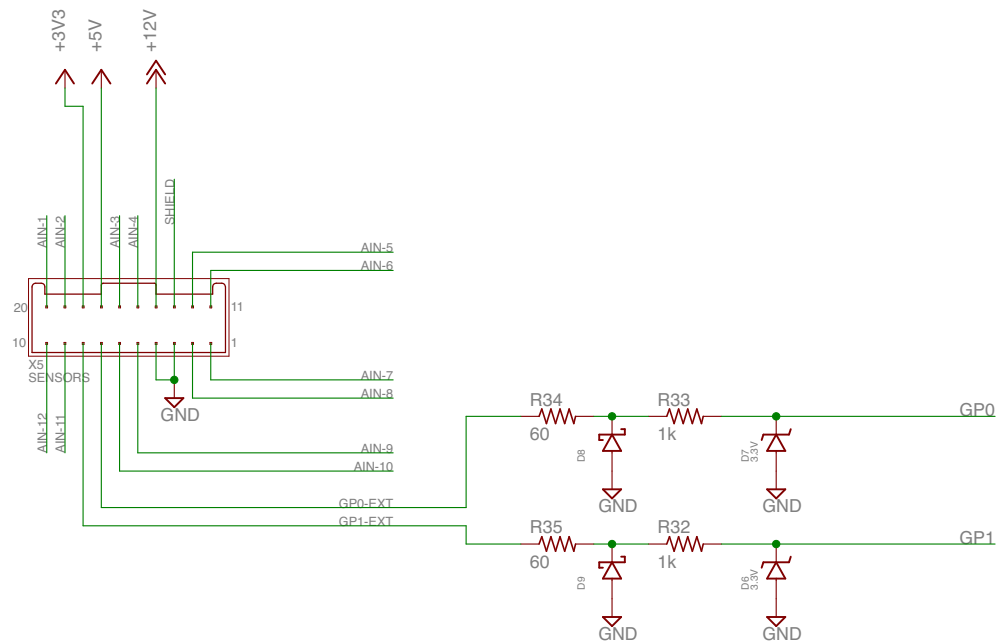 +3V3
+5V
+12V
AIN-1
AIN-2
AIN-3
AIN-4
SHIELD
AIN-5
AIN-6
20
11
10
1
X5
SENSORS
AIN-12
AIN-11
GND
AIN-7
AIN-8
AIN-9
AIN-10
GP0-EXT
GP1-EXT
R34
60
R33
1k
GP0
D8
D7
3.3V
GND
GND
R35
60
R32
1k
GP1
D9
D6
3.3V
GND
GND